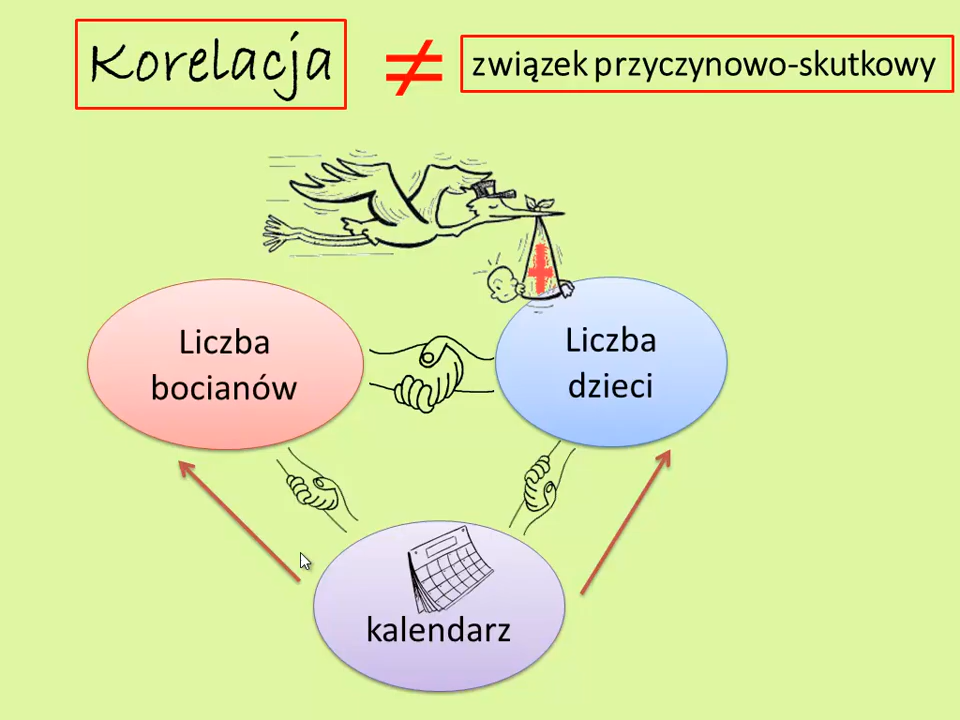 Korelacja ≠ związek przyczynowo-skutkowy
Liczba
bocianów
Liczba
dzieci
kalendarz